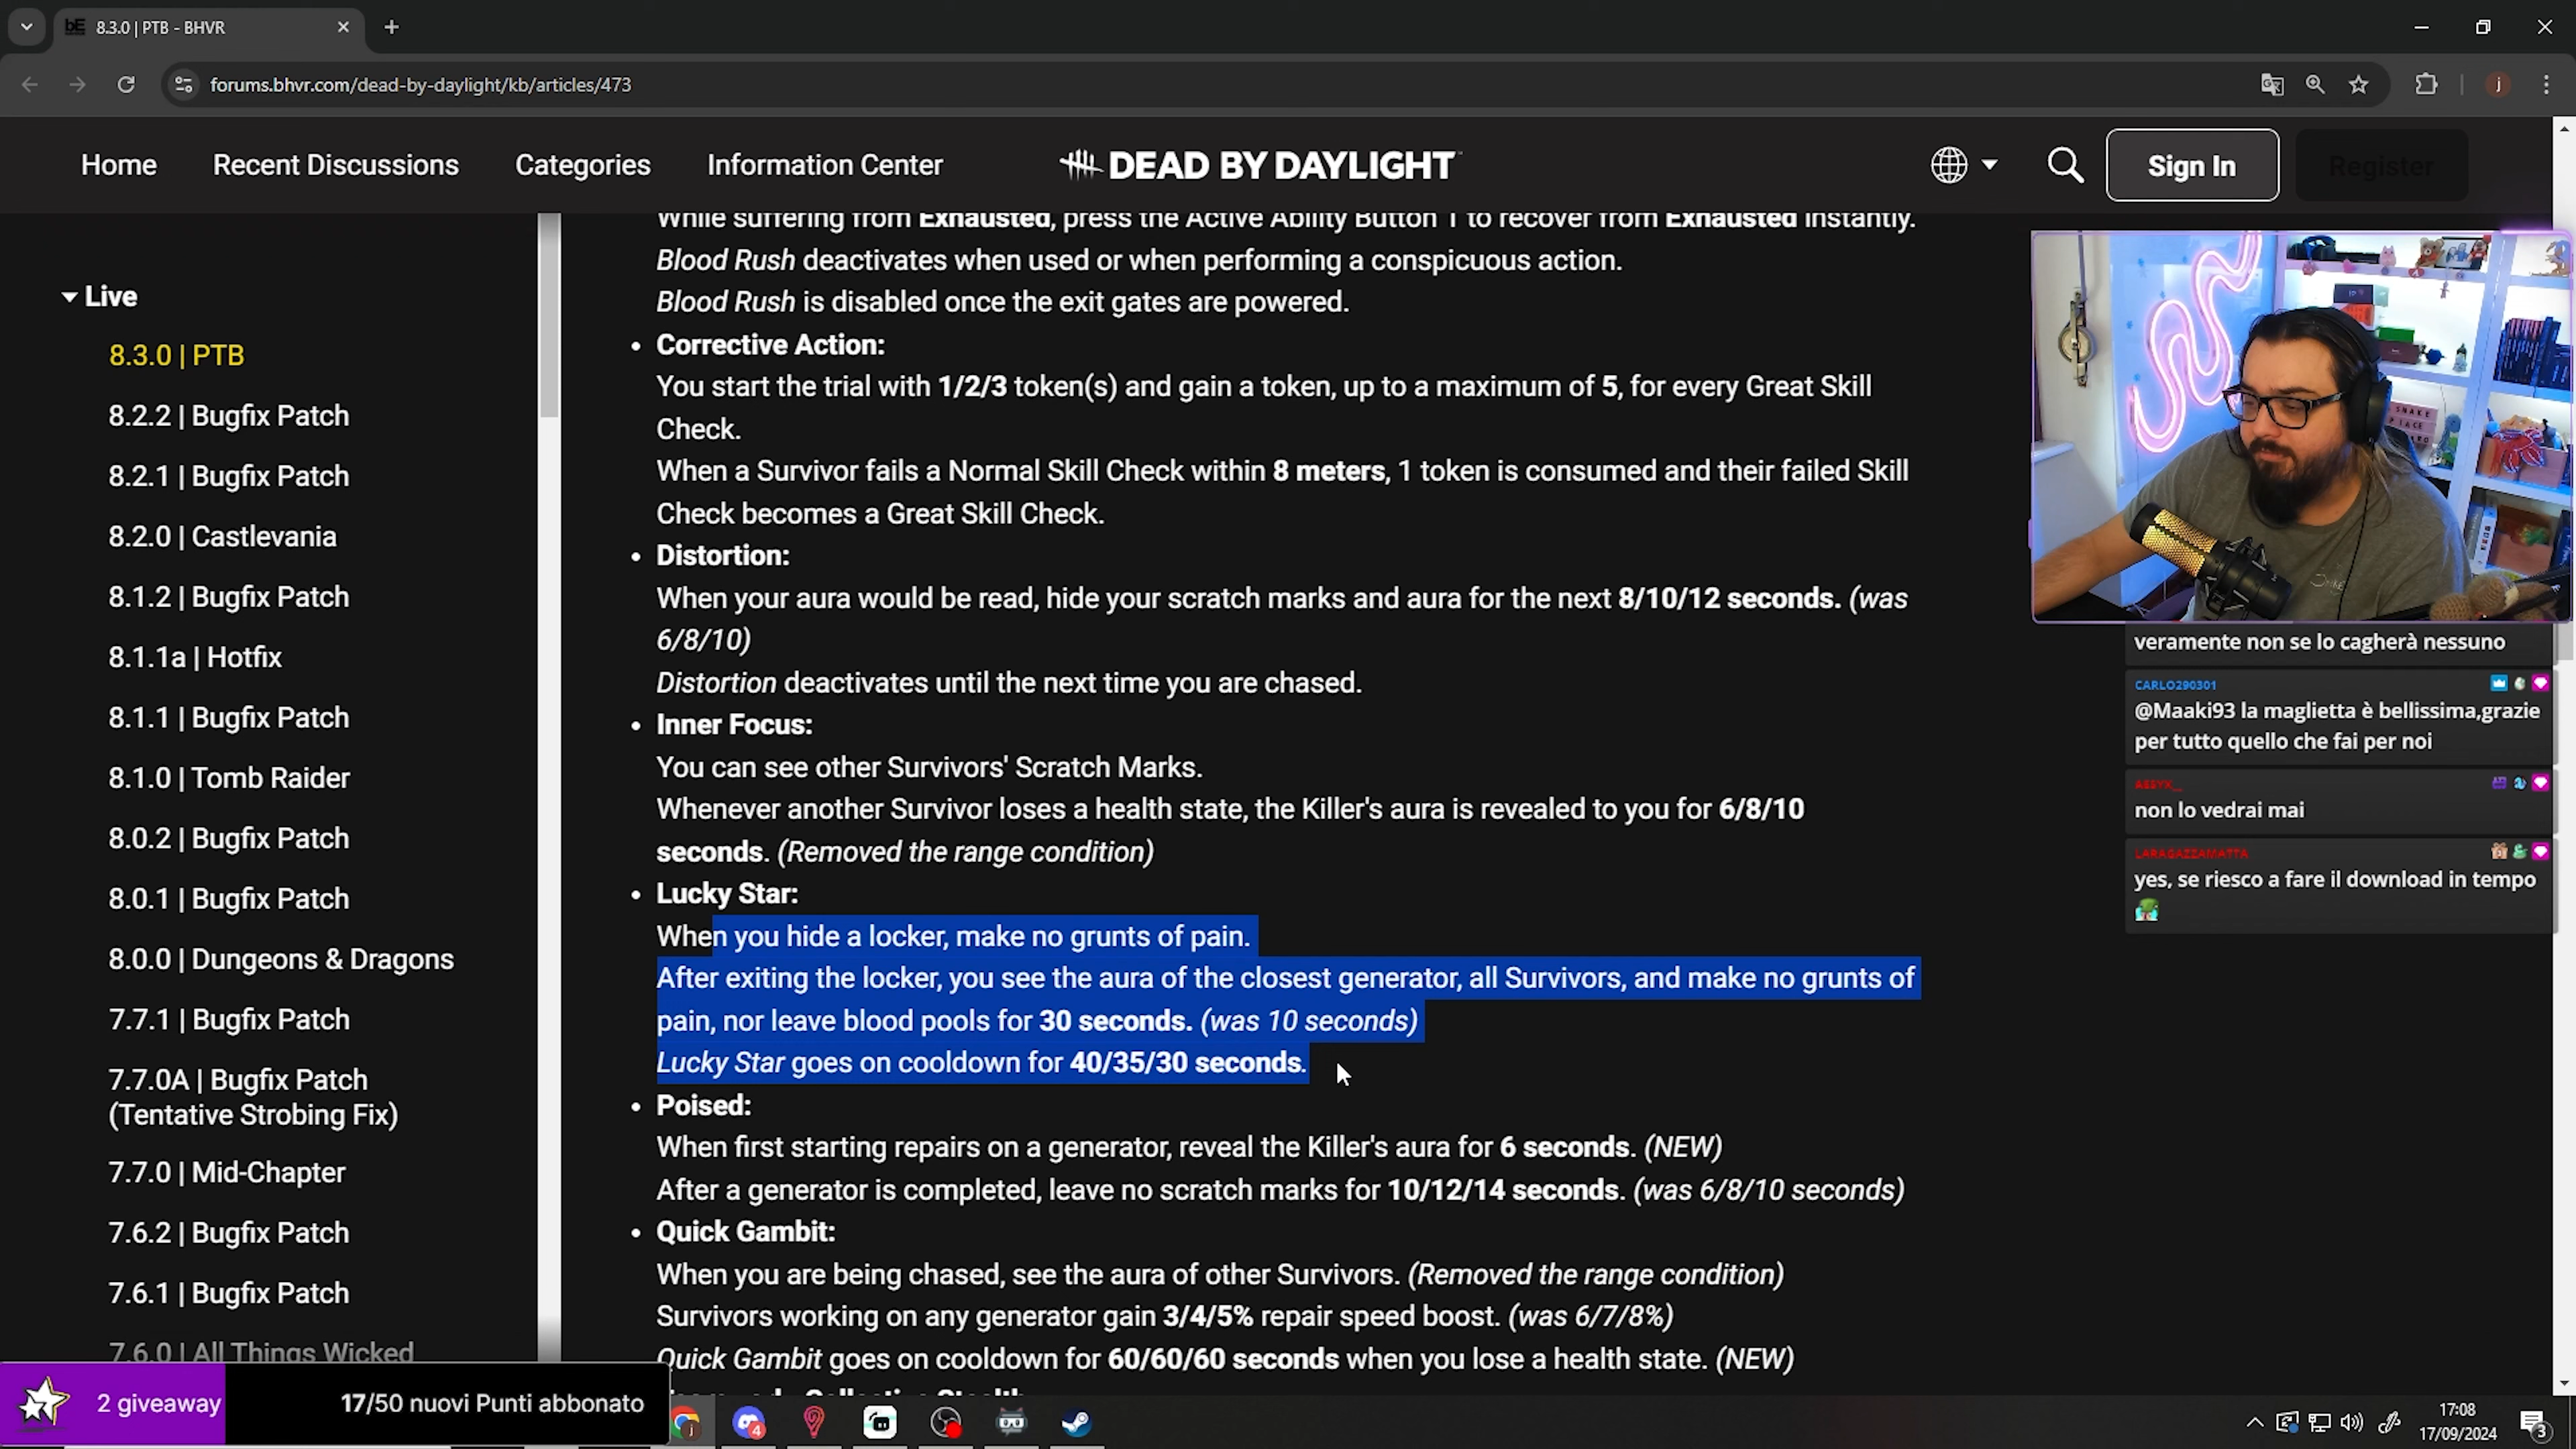 8.3.0 | PTB - BHVR
forums.bhvr.com/dead-by-daylight/kb/articles/473
j
Home Recent Discussions Categories Information Center
DEAD BY DAYLIGHT
Sign In
Register
Live
8.3.0 | PTB
8.2.2 | Bugfix Patch
8.2.1 | Bugfix Patch
8.2.0 | Castlevania
8.1.2 | Bugfix Patch
8.1.1a | Hotfix
8.1.1 | Bugfix Patch
8.1.0 | Tomb Raider
8.0.2 | Bugfix Patch
8.0.1 | Bugfix Patch
8.0.0 | Dungeons & Dragons
7.7.1 | Bugfix Patch
7.7.0A | Bugfix Patch
(Tentative Strobing Fix)
7.7.0 | Mid-Chapter
7.6.2 | Bugfix Patch
7.6.1 | Bugfix Patch
7.6.0 | All Things Wicked
While suffering from Exhausted, press the Active Ability Button 1 to recover from Exhausted instantly.
Blood Rush deactivates when used or when performing a conspicuous action.
Blood Rush is disabled once the exit gates are powered.
• Corrective Action:
You start the trial with 1/2/3 token(s) and gain a token, up to a maximum of 5, for every Great Skill
Check.
When a Survivor fails a Normal Skill Check within 8 meters, 1 token is consumed and their failed Skill
Check becomes a Great Skill Check.
• Distortion:
When your aura would be read, hide your scratch marks and aura for the next 8/10/12 seconds. (was
6/8/10)
Distortion deactivates until the next time you are chased.
• Inner Focus:
You can see other Survivors' Scratch Marks.
Whenever another Survivor loses a health state, the Killer's aura is revealed to you for 6/8/10
seconds. (Removed the range condition)
• Lucky Star:
When you hide a locker, make no grunts of pain.
After exiting the locker, you see the aura of the closest generator, all Survivors, and make no grunts of
pain, nor leave blood pools for 30 seconds. (was 10 seconds)
Lucky Star goes on cooldown for 40/35/30 seconds.
• Poised:
When first starting repairs on a generator, reveal the Killer's aura for 6 seconds. (NEW)
After a generator is completed, leave no scratch marks for 10/12/14 seconds. (was 6/8/10 seconds)
• Quick Gambit:
When you are being chased, see the aura of other Survivors. (Removed the range condition)
Survivors working on any generator gain 3/4/5% repair speed boost. (was 6/7/8%)
Quick Gambit goes on cooldown for 60/60/60 seconds when you lose a health state. (NEW)
veramente non se lo cagherà nessuno
CARLO290301
@Maaki93 la maglietta è bellissima,grazie
per tutto quello che fai per noi
ASSYX_
non lo vedrai mai
LARAGAZZAMATTA
yes, se riesco a fare il download in tempo
2 giveaway
17/50 nuovi Punti abbonato
4
17:08
17/09/2024
3